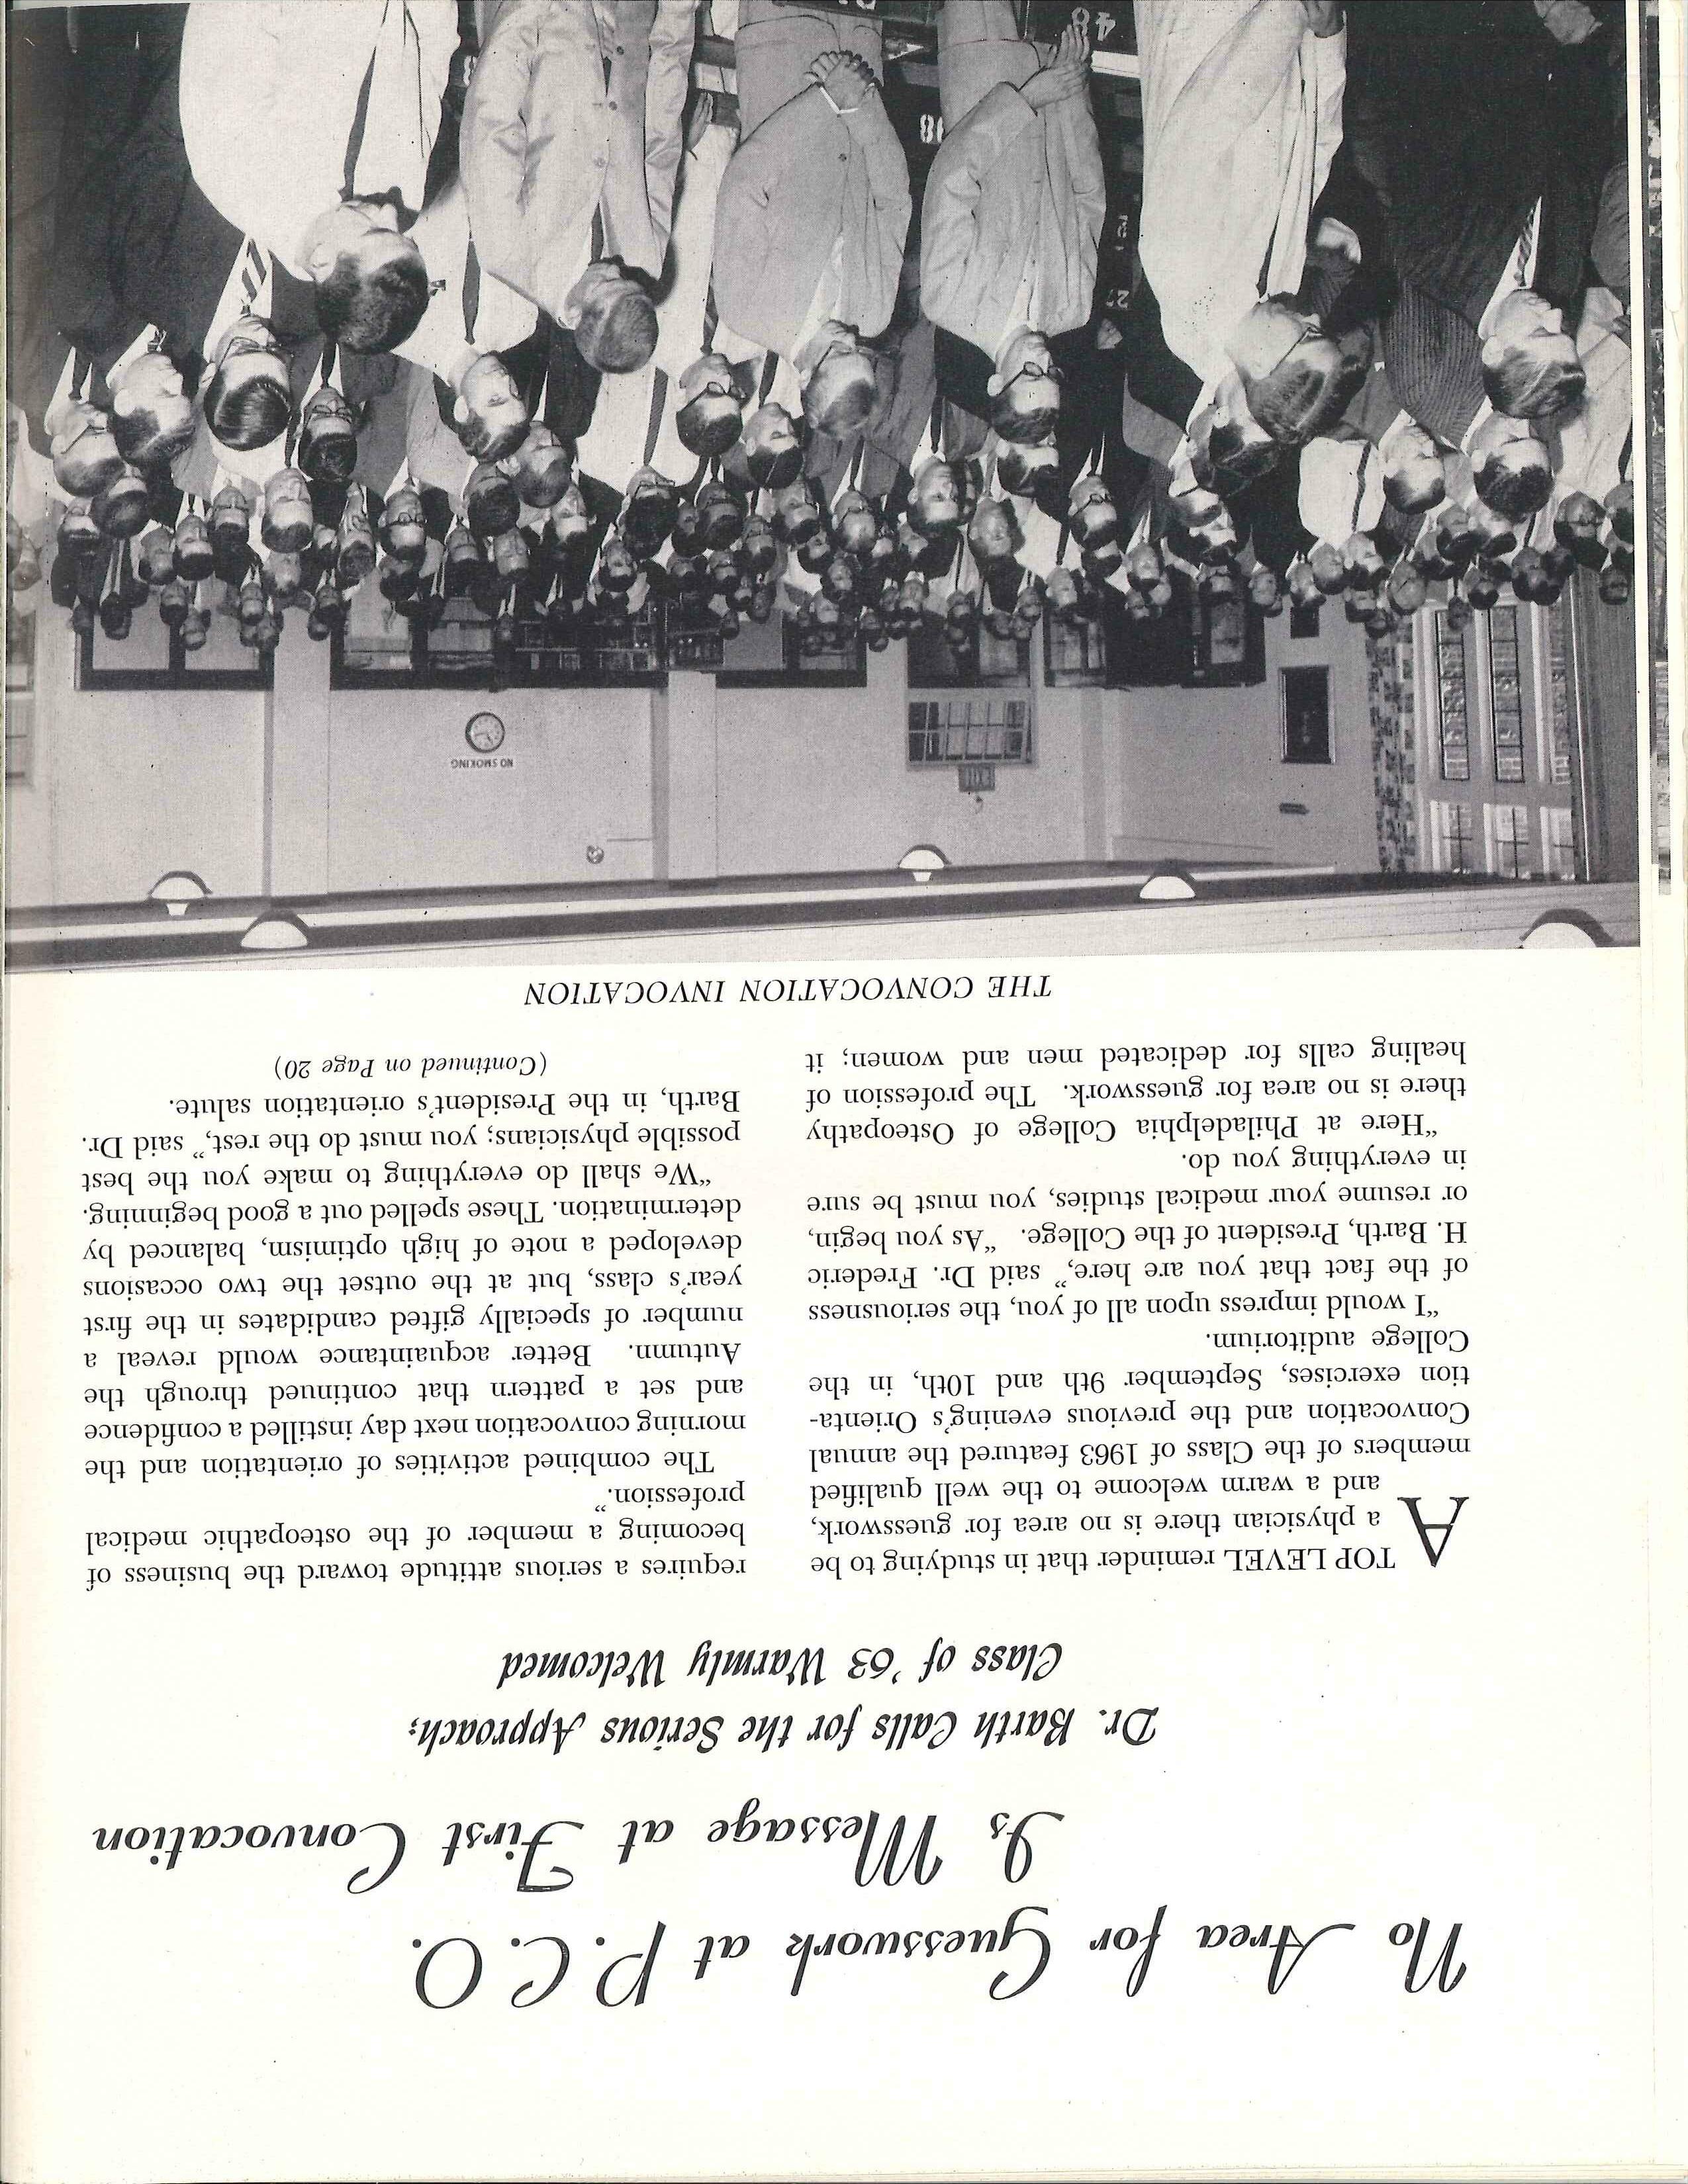 No Area for Guesswork at P. C. O.
Is Message at First Convocation
Dr. Barth Calls for the Serious Approach;
Class of '63 Warmly Welcomed
A TOP LEVEL reminder that in studying to be
a physician there is no area for guesswork,
and a warm welcome to the well qualified
members of the Class of 1963 featured the annual
Convocation and the previous evening's Orienta-
tion exercises, September 9th and 10th, in the
College auditorium.
"I would impress upon all of you, the seriousness
of the fact that you are here," said Dr. Frederic
H. Barth, President of the College. "As you begin,
or resume your medical studies, you must be sure
in everything you do.
"Here at Philadelphia College of Osteopathy
there is no area for guesswork. The profession of
healing calls for dedicated men and women; it
requires a serious attitude toward the business of
becoming a member of the osteopathic medical
profession."
The combined activities of orientation and the
morning convocation next day instilled a confidence
and set a pattern that continued through the
Autumn. Better acquaintance would reveal a
number of specially gifted candidates in the first
year's class, but at the outset the two occasions
developed a note of high optimism, balanced by
determination. These spelled out a good beginning.
"We shall do everything to make you the best
possible physicians; you must do the rest," said Dr.
Barth, in the President's orientation salute.
(Continued on Page 20)
THE CONVOCATION INVOCATION
EXIT
NO SMOKING
48